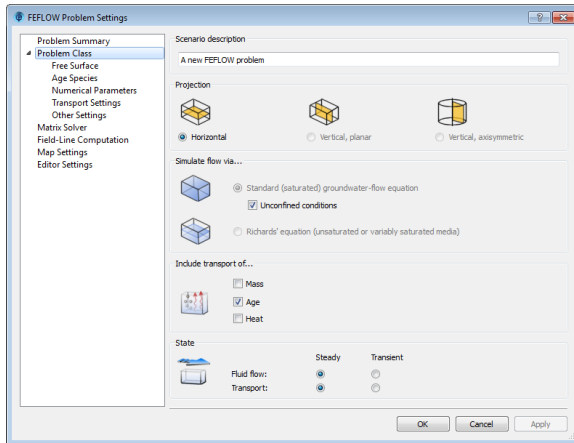 FEFLOW Problem Settings
Problem Summary
Problem Class
Free Surface
Age Species
Numerical Parameters
Transport Settings
Other Settings
Matrix Solver
Field-Line Computation
Map Settings
Editor Settings
Scenario description
A new FEFLOW problem
Projection
Horizontal Vertical, planar Vertical, axisymmetric
Simulate flow via...
Standard (saturated) groundwater-flow equation
Unconfined conditions
Richards' equation (unsaturated or variably saturated media)
Include transport of...
Mass
Age
Heat
State
Steady Transient
Fluid flow:
Transport:
OK Cancel Apply